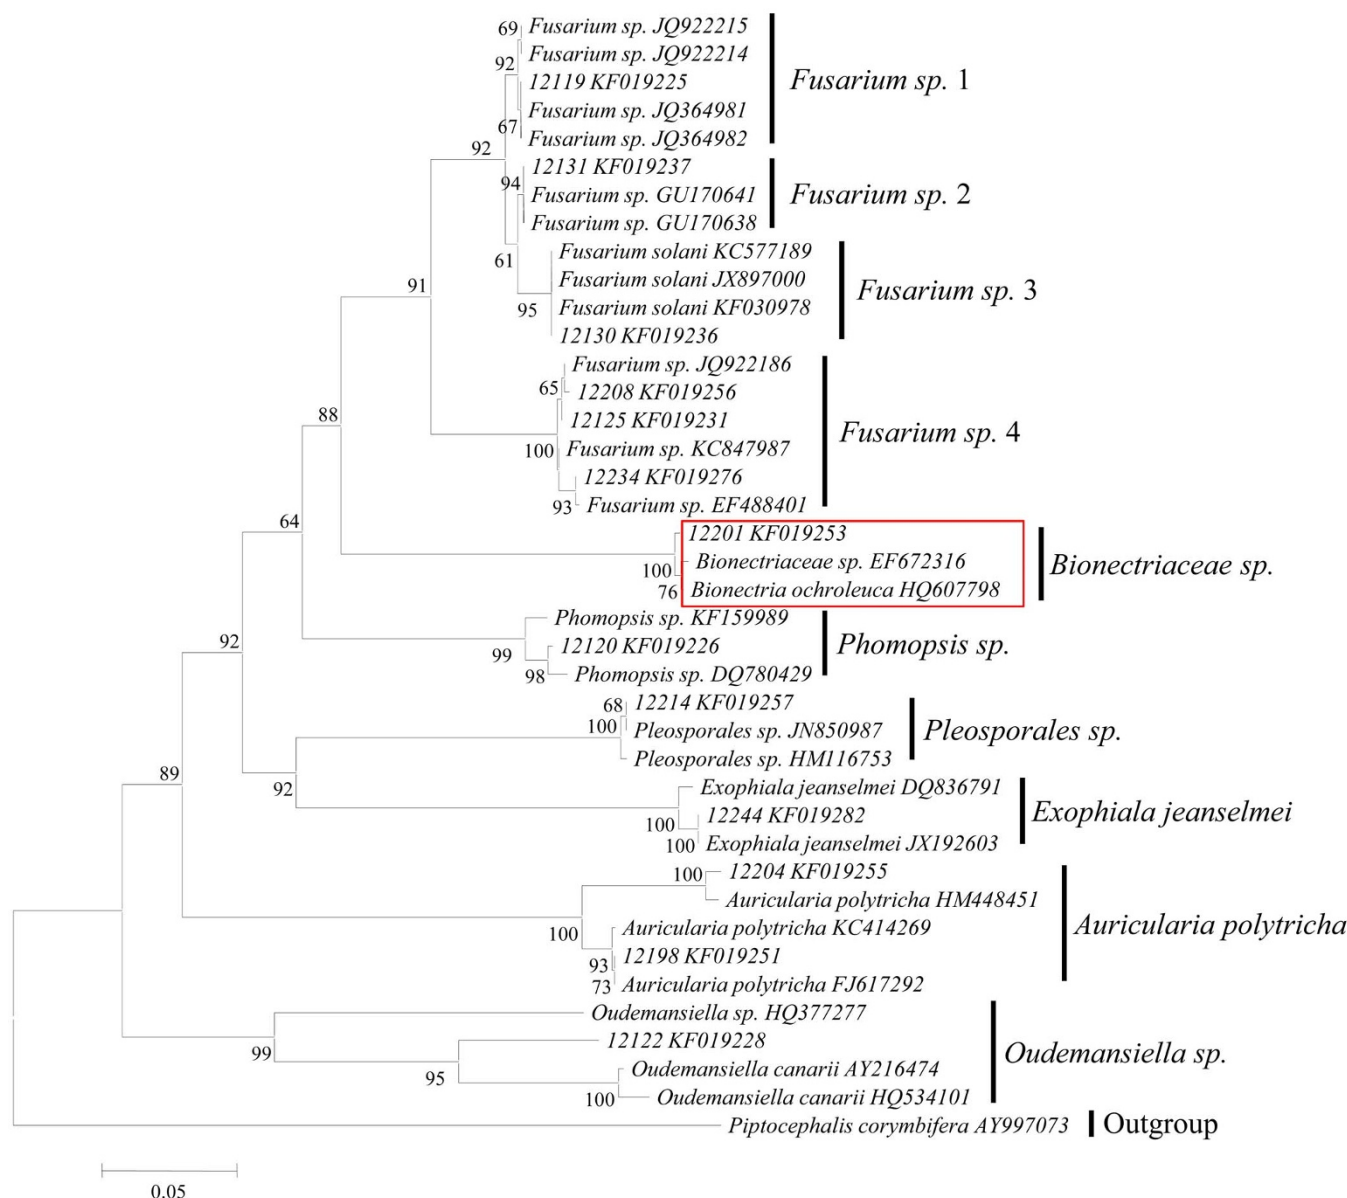 69
Fusarium sp. JQ922215
Fusarium sp. JQ922214
92
12119 KF019225
Fusarium sp. 1
Fusarium sp. JQ364981
67
Fusarium sp. JQ364982
92
12131 KF019237
94
Fusarium sp. GU170641
Fusarium sp. 2
Fusarium sp. GU170638
Fusarium solani KC577189
61
Fusarium solani JX897000
91
Fusarium sp. 3
95
Fusarium solani KF030978
12130 KF019236
Fusarium sp. JQ922186
65
12208 KF019256
88
12125 KF019231
Fusarium sp. 4
100
Fusarium sp. KC847987
12234 KF019276
93
Fusarium sp. EF488401
64
12201 KF019253
Bionectriaceae sp. EF672316
Bionectriaceae sp.
100
76
Bionectria ochroleuca HQ607798
Phomopsis sp. KF159989
92
12120 KF019226
Phomopsis sp.
99
98
Phomopsis sp. DQ780429
68
12214 KF019257
100
Pleosporales sp. JN850987
Pleosporales sp.
Pleosporales sp. HM116753
89
92
Exophiala jeanselmei DQ836791
12244 KF019282
Exophiala jeanselmei
100
100
Exophiala jeanselmei JX192603
100
12204 KF019255
Auricularia polytricha HM448451
Auricularia polytricha KC414269
Auricularia polytricha
100
12198 KF019251
93
73
Auricularia polytricha FJ617292
Oudemansiella sp. HQ377277
12122 KF019228
99
Oudemansiella sp.
Oudemansiella canarii AY216474
95
100
Oudemansiella canarii HQ534101
Piptocephalis corymbifera AY997073
Outgroup
0.05